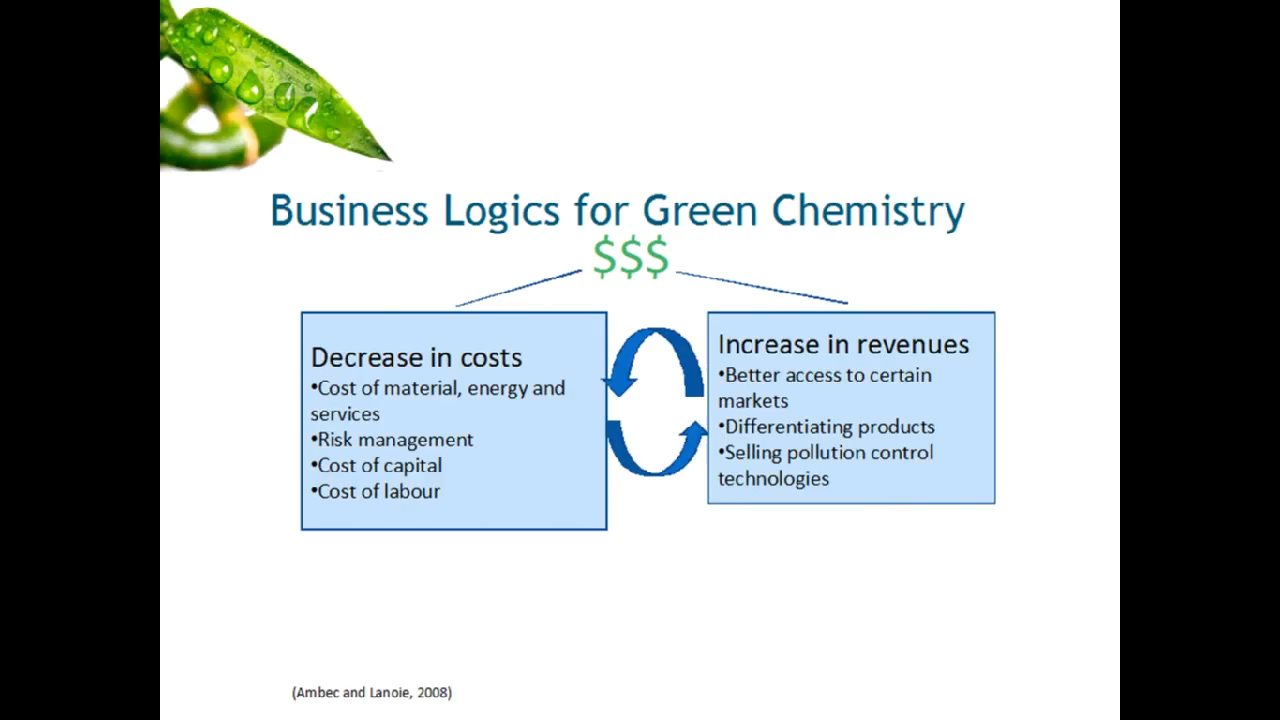 Business Logics for Green Chemistry
$$$
Decrease in costs
•Cost of material, energy and
services
•Risk management
•Cost of capital
•Cost of labour
Increase in revenues
•Better access to certain
markets
•Differentiating products
•Selling pollution control
technologies
(Ambec and Lanoie, 2008)